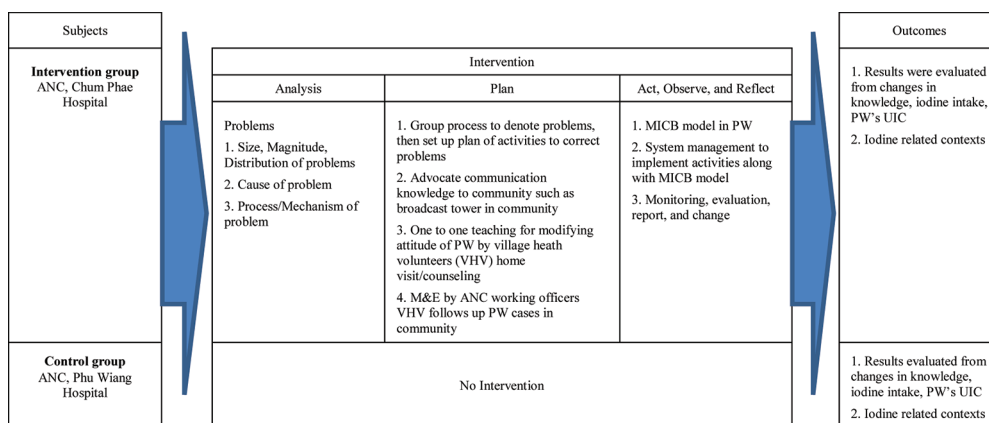 Subjects
Intervention group
ANC, Chum Phae
Hospital
Control group
ANC, Phu Wiang
Hospital
Intervention
Analysis
Plan
Act, Observe, and Reflect
Problems
1. Size, Magnitude,
Distribution of problems
2. Cause of problem
3. Process/Mechanism of
problem
1. Group process to denote problems,
then set up plan of activities to correct
problems
2. Advocate communication
knowledge to community such as
broadcast tower in community
3. One to one teaching for modifying
attitude of PW by village heath
volunteers (VHV) home
visit/counseling
4. M&E by ANC working officers
VHV follows up PW cases in
community
1. MICB model in PW
2. System management to
implement activities along
with MICB model
3. Monitoring, evaluation,
report, and change
No Intervention
Outcomes
1. Results were evaluated
from changes in
knowledge, iodine intake,
PW's UIC
2. Iodine related contexts
1. Results evaluated from
changes in knowledge,
iodine intake, PW's UIC
2. Iodine related contexts